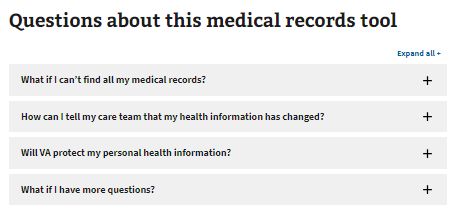 Questions about this medical records tool
Expand all +
What if I can't find all my medical records?
How can I tell my care team that my health information has changed?
Will VA protect my personal health information?
What if I have more questions?